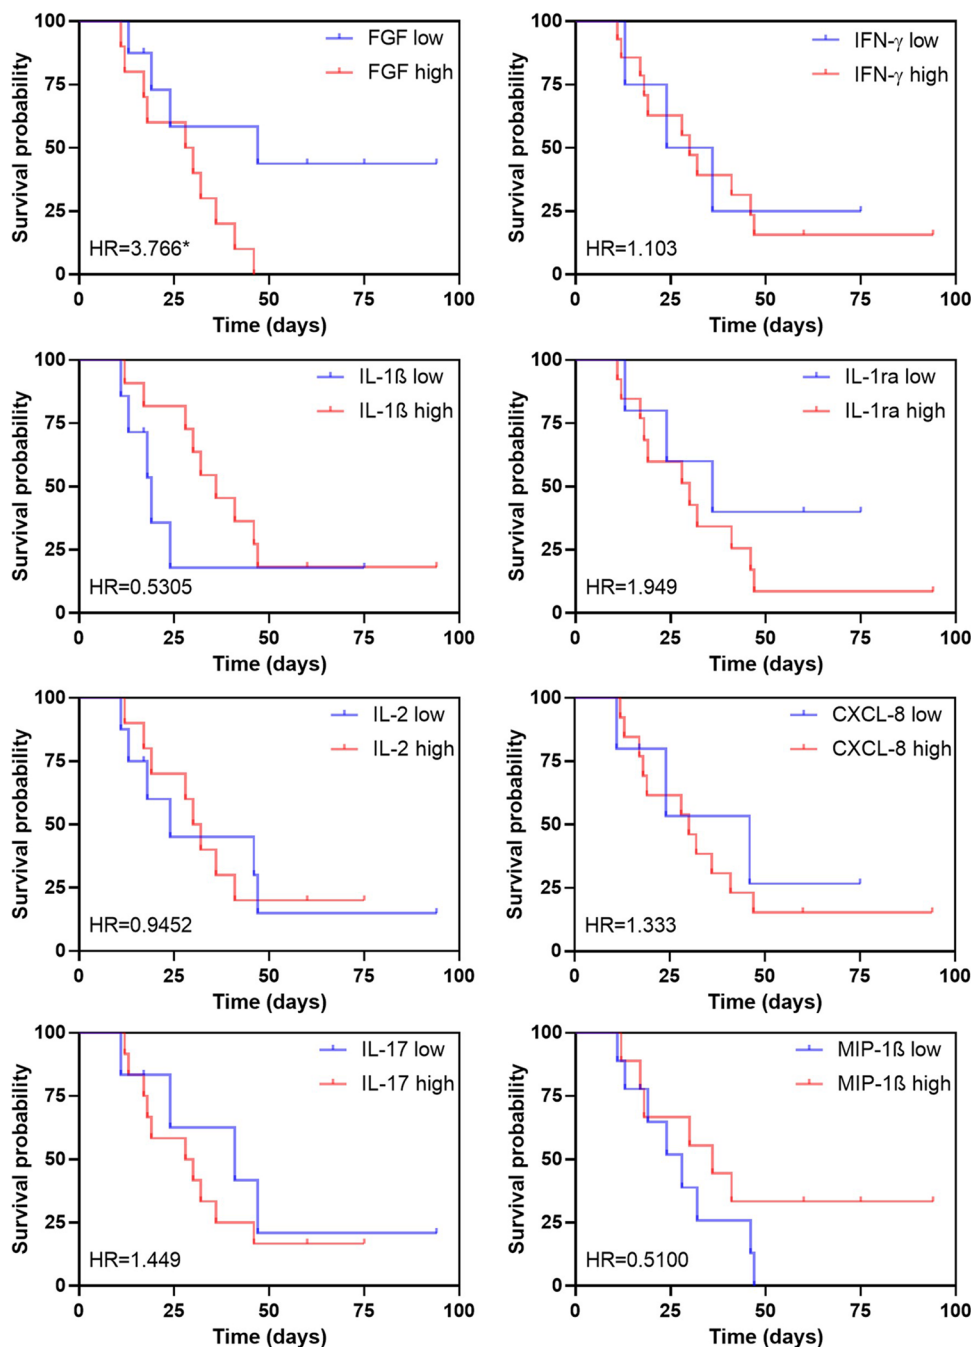 Survival probability
100
75
50
25
0
FGF low
FGF high
HR=3.766*
0 25 50 75 100
Time (days)
Survival probability
100
75
50
25
0
IFN-γ low
IFN-γ high
HR=1.103
0 25 50 75 100
Time (days)
Survival probability
100
75
50
25
0
IL-1ß low
IL-1ß high
HR=0.5305
0 25 50 75 100
Time (days)
Survival probability
100
75
50
25
0
IL-1ra low
IL-1ra high
HR=1.949
0 25 50 75 100
Time (days)
Survival probability
100
75
50
25
0
IL-2 low
IL-2 high
HR=0.9452
0 25 50 75 100
Time (days)
Survival probability
100
75
50
25
0
CXCL-8 low
CXCL-8 high
HR=1.333
0 25 50 75 100
Time (days)
Survival probability
100
75
50
25
0
IL-17 low
IL-17 high
HR=1.449
0 25 50 75 100
Time (days)
Survival probability
100
75
50
25
0
MIP-1ß low
MIP-1ß high
HR=0.5100
0 25 50 75 100
Time (days)